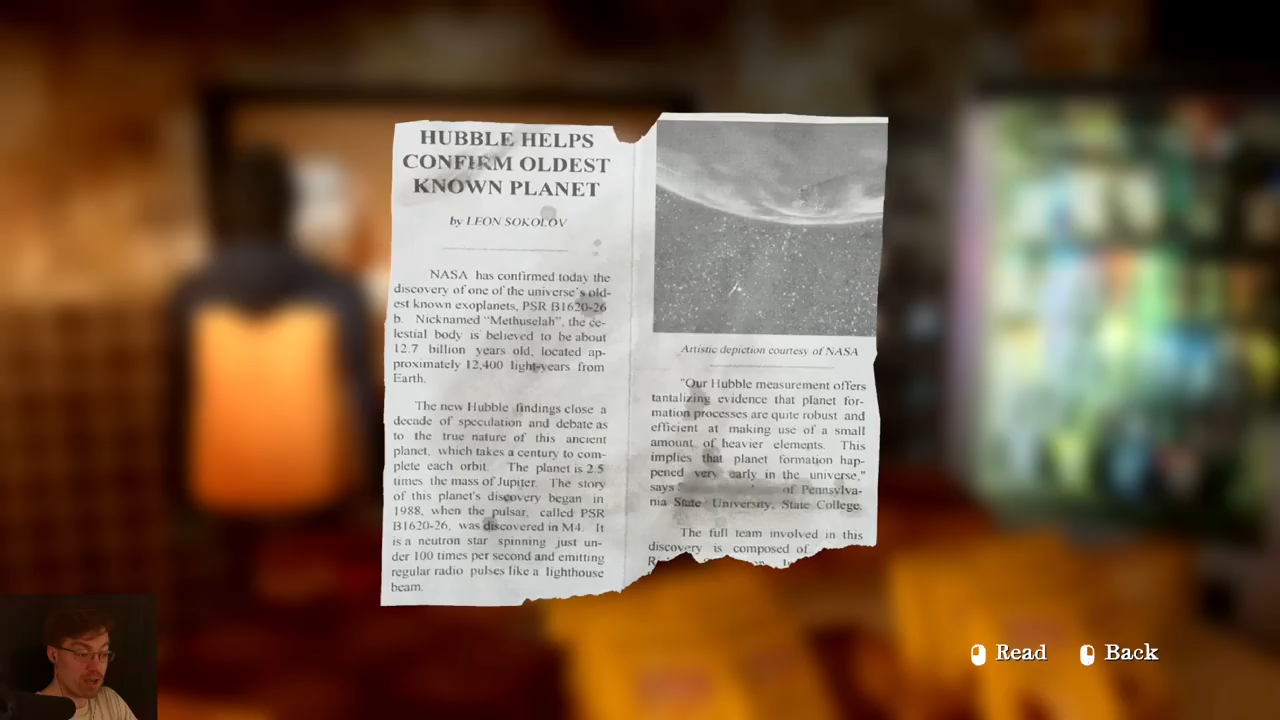 HUBBLE HELPS
CONFIRM OLDEST
KNOWN PLANET
by LEON SOKOLOV
NASA has confirmed today the
discovery of one of the universe's old-
est known exoplanets, PSR B1620-26
b. Nicknamed "Methuselah", the ce-
lestial body is believed to be about
12.7 billion years old, located ap-
proximately 12,400 light-years from
Earth.
The new Hubble findings close a
decade of speculation and debate as
to the true nature of this ancient
planet, which takes a century to com-
plete each orbit. The planet is 2.5
times the mass of Jupiter. The story
of this planet's discovery began in
1988, when the pulsar, called PSR
B1620-26, was discovered in M4. It
is a neutron star spinning just un-
der 100 times per second and emitting
regular radio pulses like a lighthouse
beam.
Artistic depiction courtesy of NASA
"Our Hubble measurement offers
tantalizing evidence that planet for-
mation processes are quite robust and
efficient at making use of a small
amount of heavier elements. This
implies that planet formation hap-
pened very early in the universe,"
says of Pennsylva-
nia State University, State College.
The full team involved in this
discovery is composed of
Read
Back